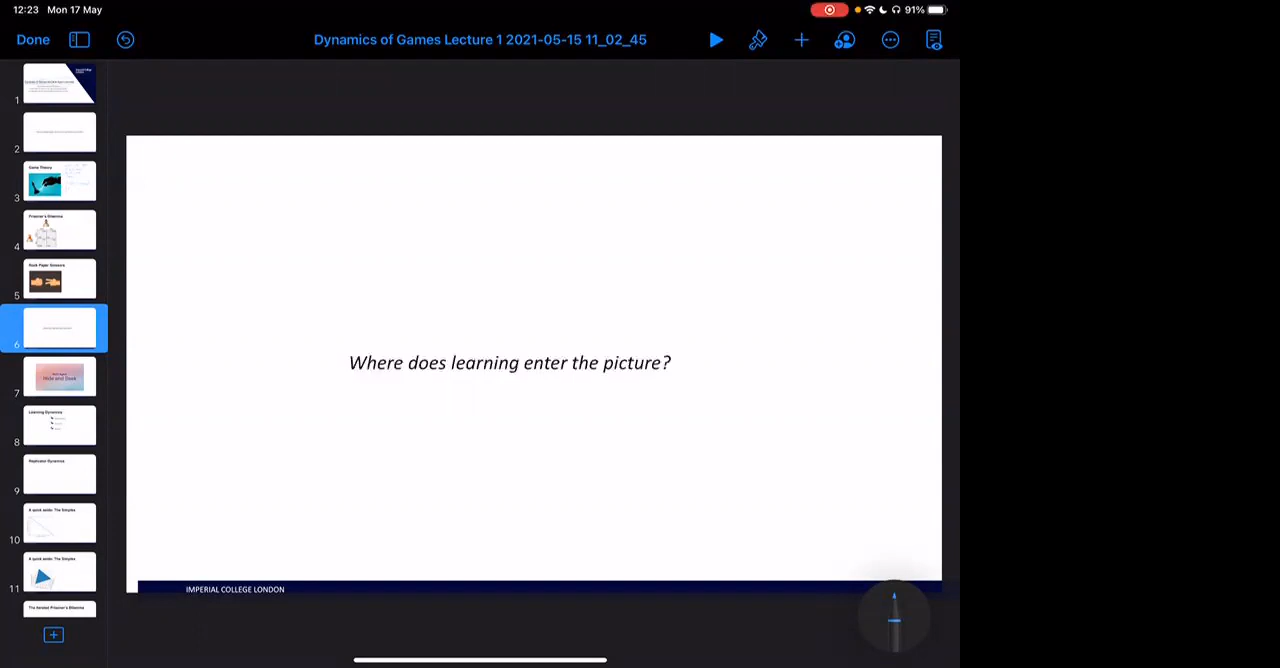 12:23 Mon 17 May
91%
Done
Dynamics of Games Lecture 1 2021-05-15 11_02_45
1
2
Game Theory
3
Prisoner's Dilemma
4
Rock Paper Scissors
5
6
Hide and Seek
7
Learning Dynamics
8
Replicator Dynamics
9
A quick aside: The Simplex
10
A quick aside: The Simplex
11
The Iterated Prisoner's Dilemma
Where does learning enter the picture?
IMPERIAL COLLEGE LONDON